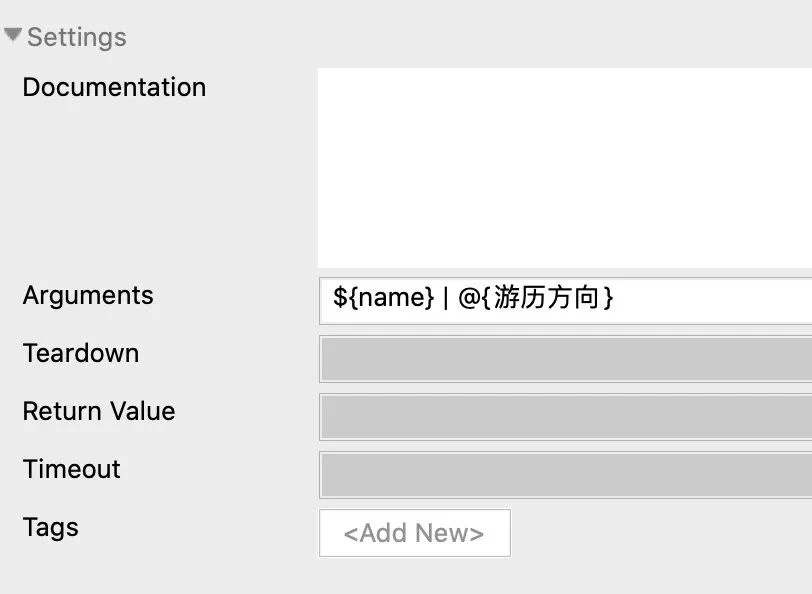 Settings
Documentation
Arguments
${name} | @{游历方向}
Teardown
Return Value
Timeout
Tags
<Add New>